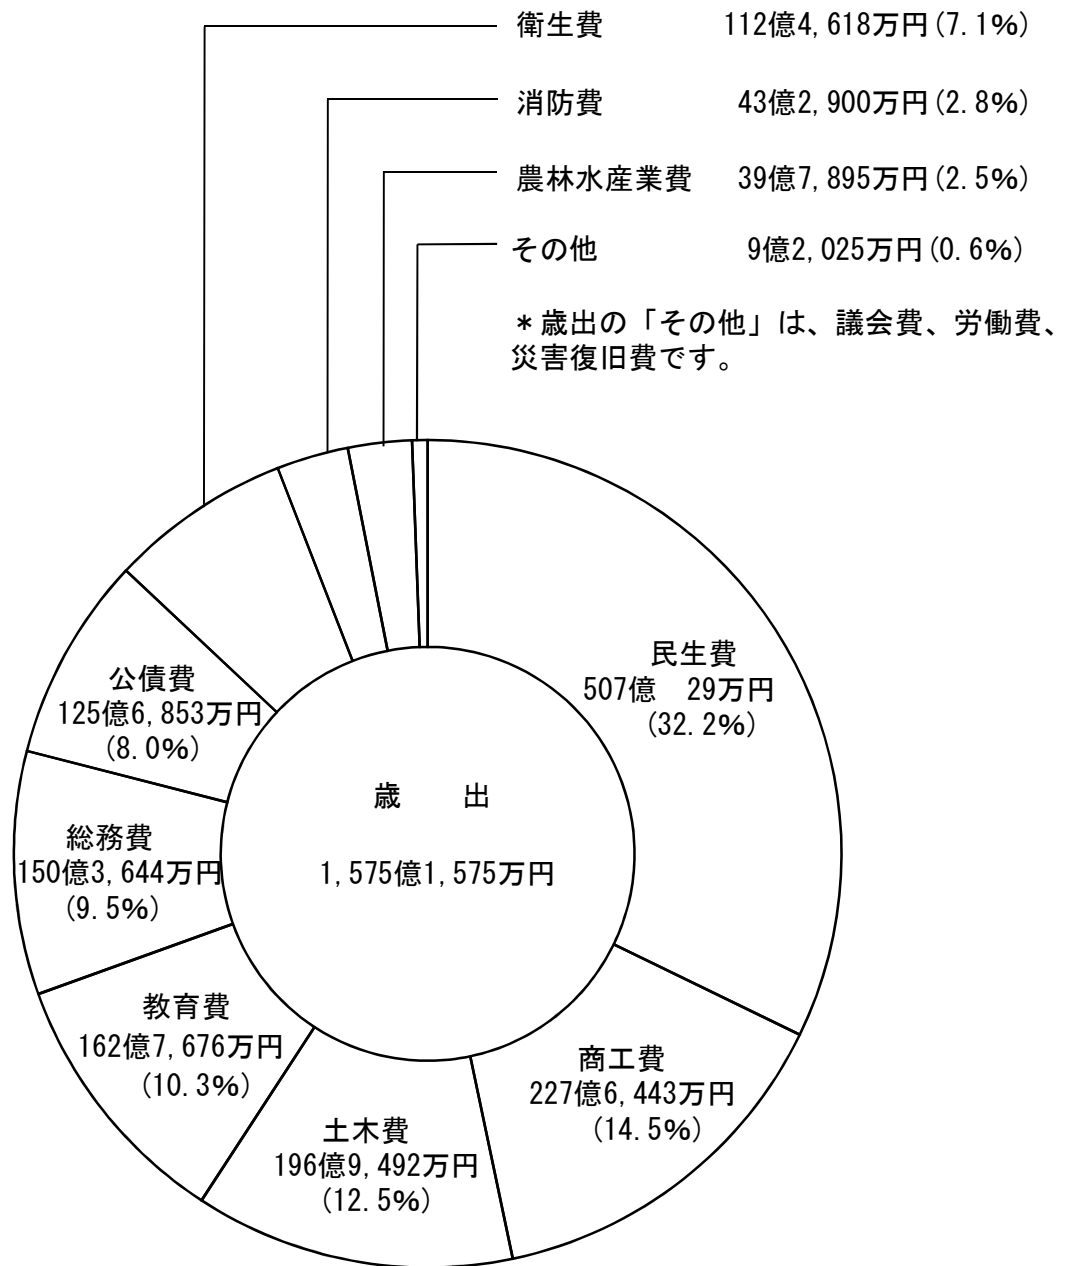 衛生費 112億4,618万円(7.1%)
消防費 43億2,900万円(2.8%)
農林水産業費 39億7,895万円(2.5%)
その他 9億2,025万円(0.6%)
＊歳出の「その他」は、議会費、労働費、
災害復旧費です。
民生費
507億 29万円
(32.2%)
公債費
125億6,853万円
(8.0%)
歳 出
1,575億1,575万円
総務費
150億3,644万円
(9.5%)
教育費
162億7,676万円
(10.3%)
商工費
227億6,443万円
(14.5%)
土木費
196億9,492万円
(12.5%)